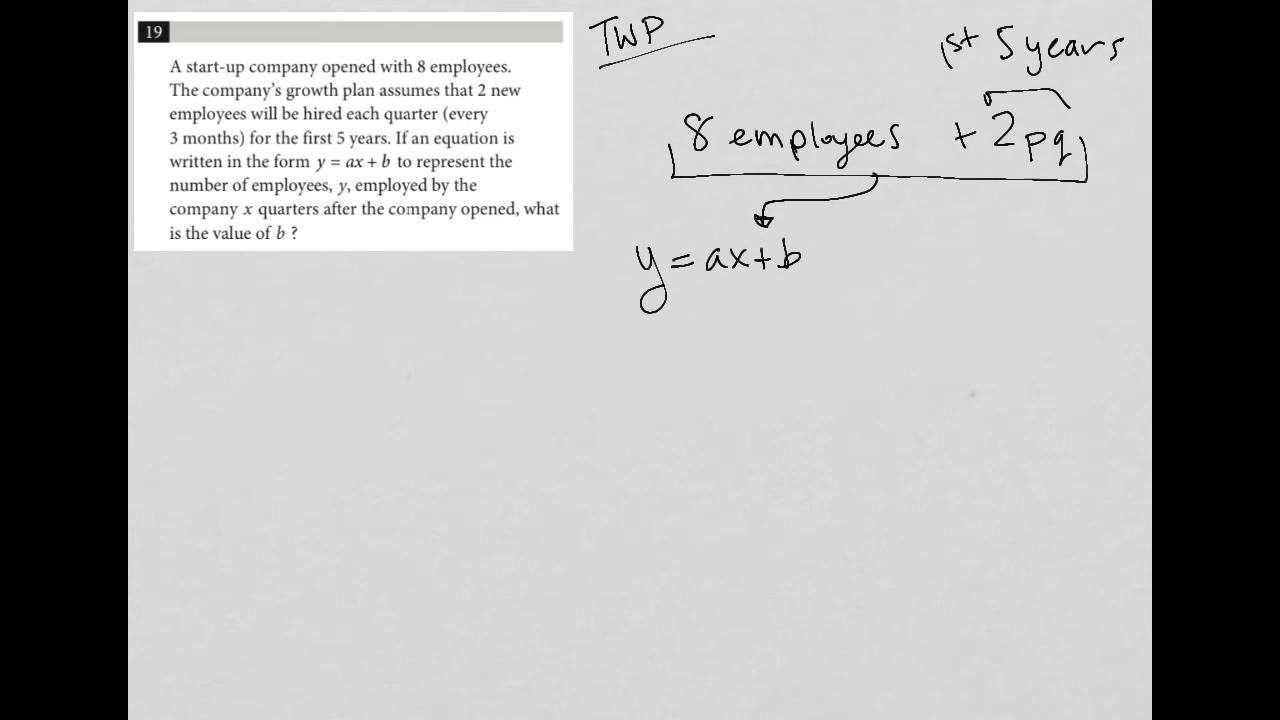 19
A start-up company opened with 8 employees.
The company's growth plan assumes that 2 new
employees will be hired each quarter (every
3 months) for the first 5 years. If an equation is
written in the form y = ax + b to represent the
number of employees, y, employed by the
company x quarters after the company opened, what
is the value of b ?
TWP
1st 5 years
8 employees + 2pq
y = ax + b